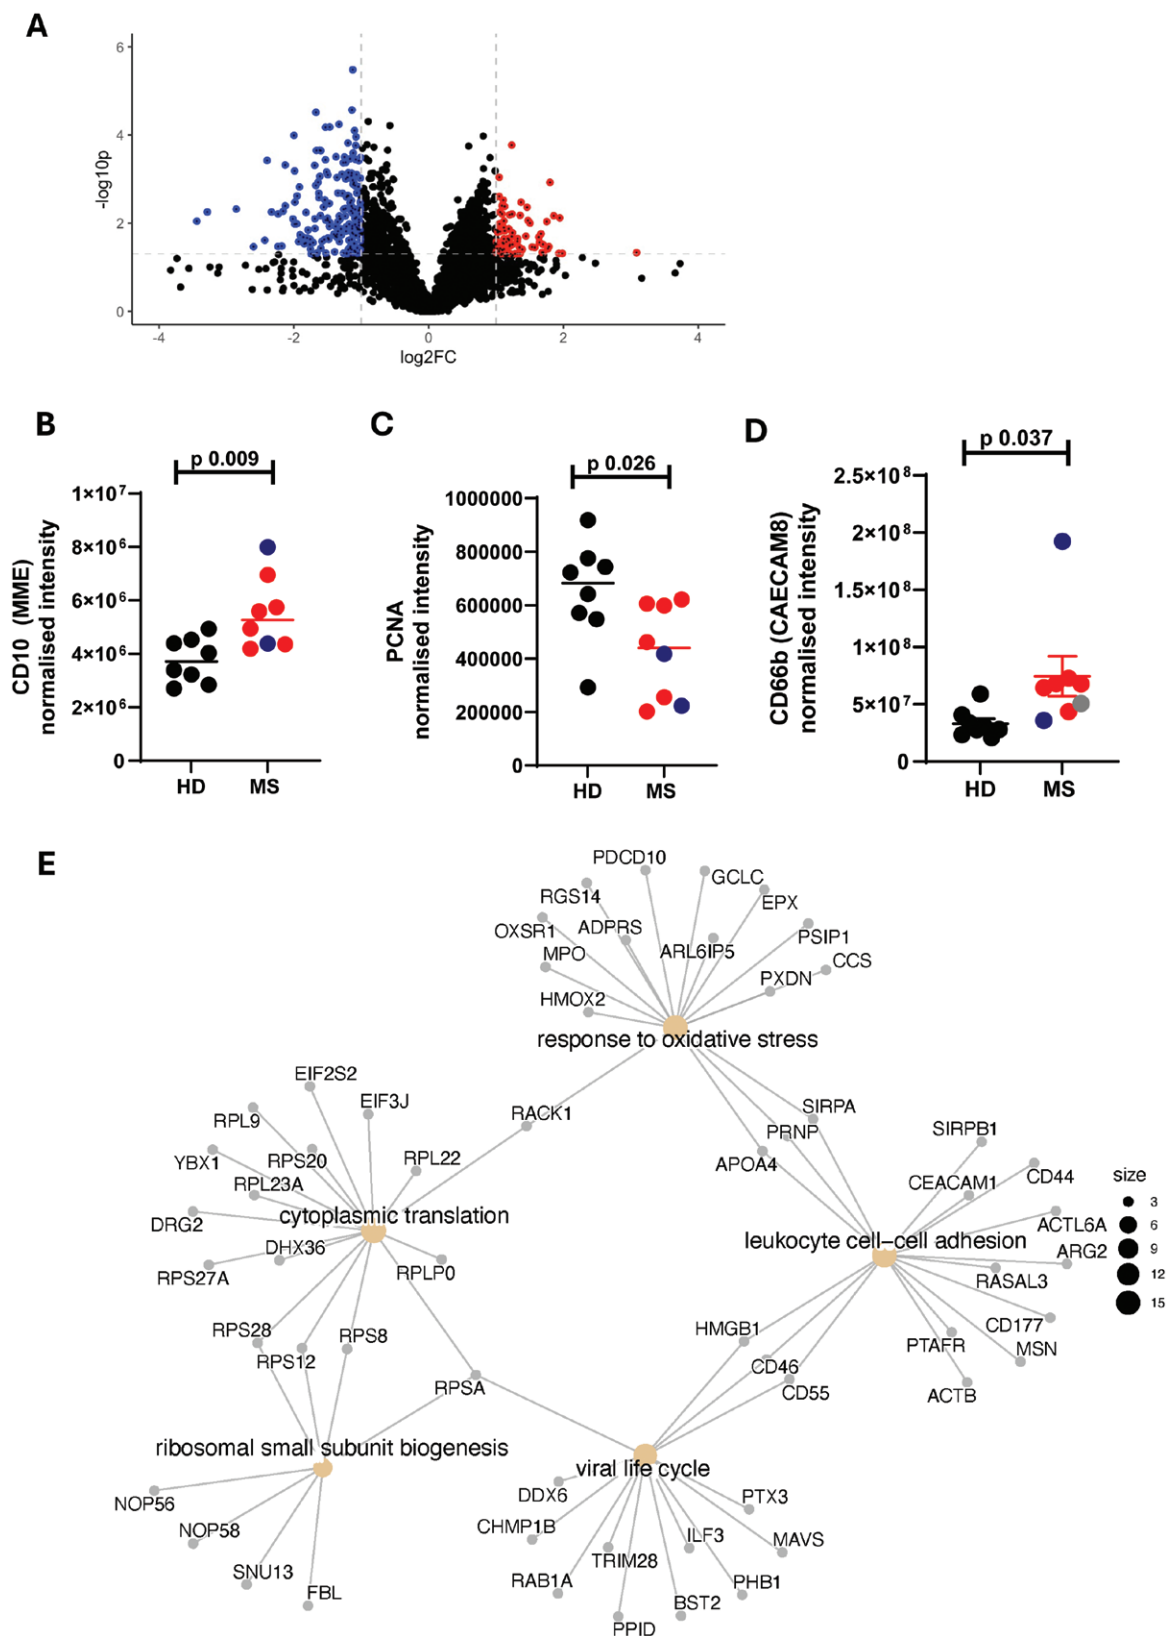 A
6
4
2
0
-log10p
-4
-2
0
2
4
log2FC
B
p 0.009
1×10⁷
8×10⁶
6×10⁶
4×10⁶
2×10⁶
0
CD10 (MME)
normalised intensity
HD
MS
C
p 0.026
1000000
800000
600000
400000
200000
0
PCNA
normalised intensity
HD
MS
D
p 0.037
2.5×10⁸
2×10⁸
1.5×10⁸
1×10⁸
5×10⁷
0
CD66b (CAECAM8)
normalised intensity
HD
MS
E
PDCD10
GCLC
RGS14
EPX
OXSR1
ADPRS
PSIP1
MPO
ARL6IP5
CCS
PXDN
HMOX2
response to oxidative stress
EIF2S2
EIF3J
RPL9
RACK1
SIRPA
PRNP
SIRPB1
YBX1
RPS20
RPL22
APOA4
RPL23A
CEACAM1
CD44
DRG2
cytoplasmic translation
ACTL6A
DHX36
leukocyte cell–cell adhesion
ARG2
RPS27A
RPLP0
RASAL3
RPS28
RPS8
HMGB1
CD177
RPS12
PTAFR
MSN
CD46
RPSA
CD55
ACTB
ribosomal small subunit biogenesis
viral life cycle
NOP56
DDX6
PTX3
NOP58
CHMP1B
ILF3
MAVS
SNU13
TRIM28
FBL
RAB1A
PHB1
BST2
PPID
size
3
6
9
12
15